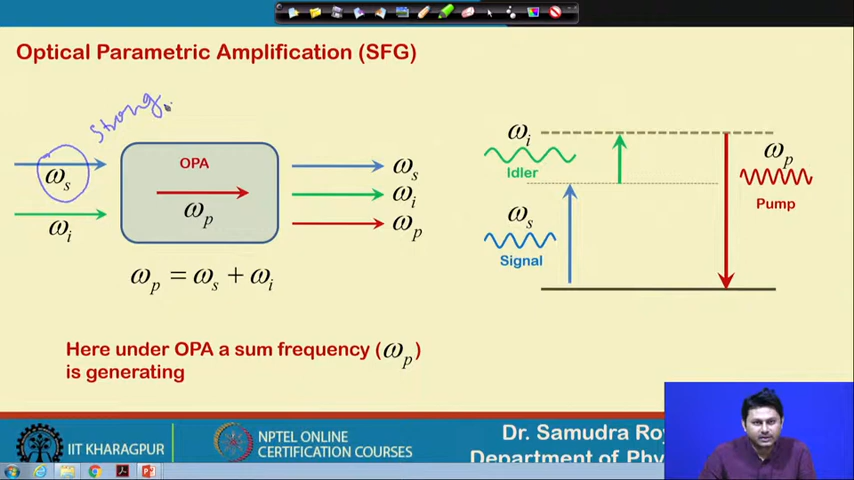 Optical Parametric Amplification (SFG)
Strong
ωs
ωi
OPA
ωp
ωs
ωi
ωp
ωp = ωs + ωi
ωi
Idler
ωs
Signal
ωp
Pump
Here under OPA a sum frequency (ωp)
is generating
IIT KHARAGPUR
NPTEL ONLINE
CERTIFICATION COURSES
Dr. Samudra Roy
Department of Phy